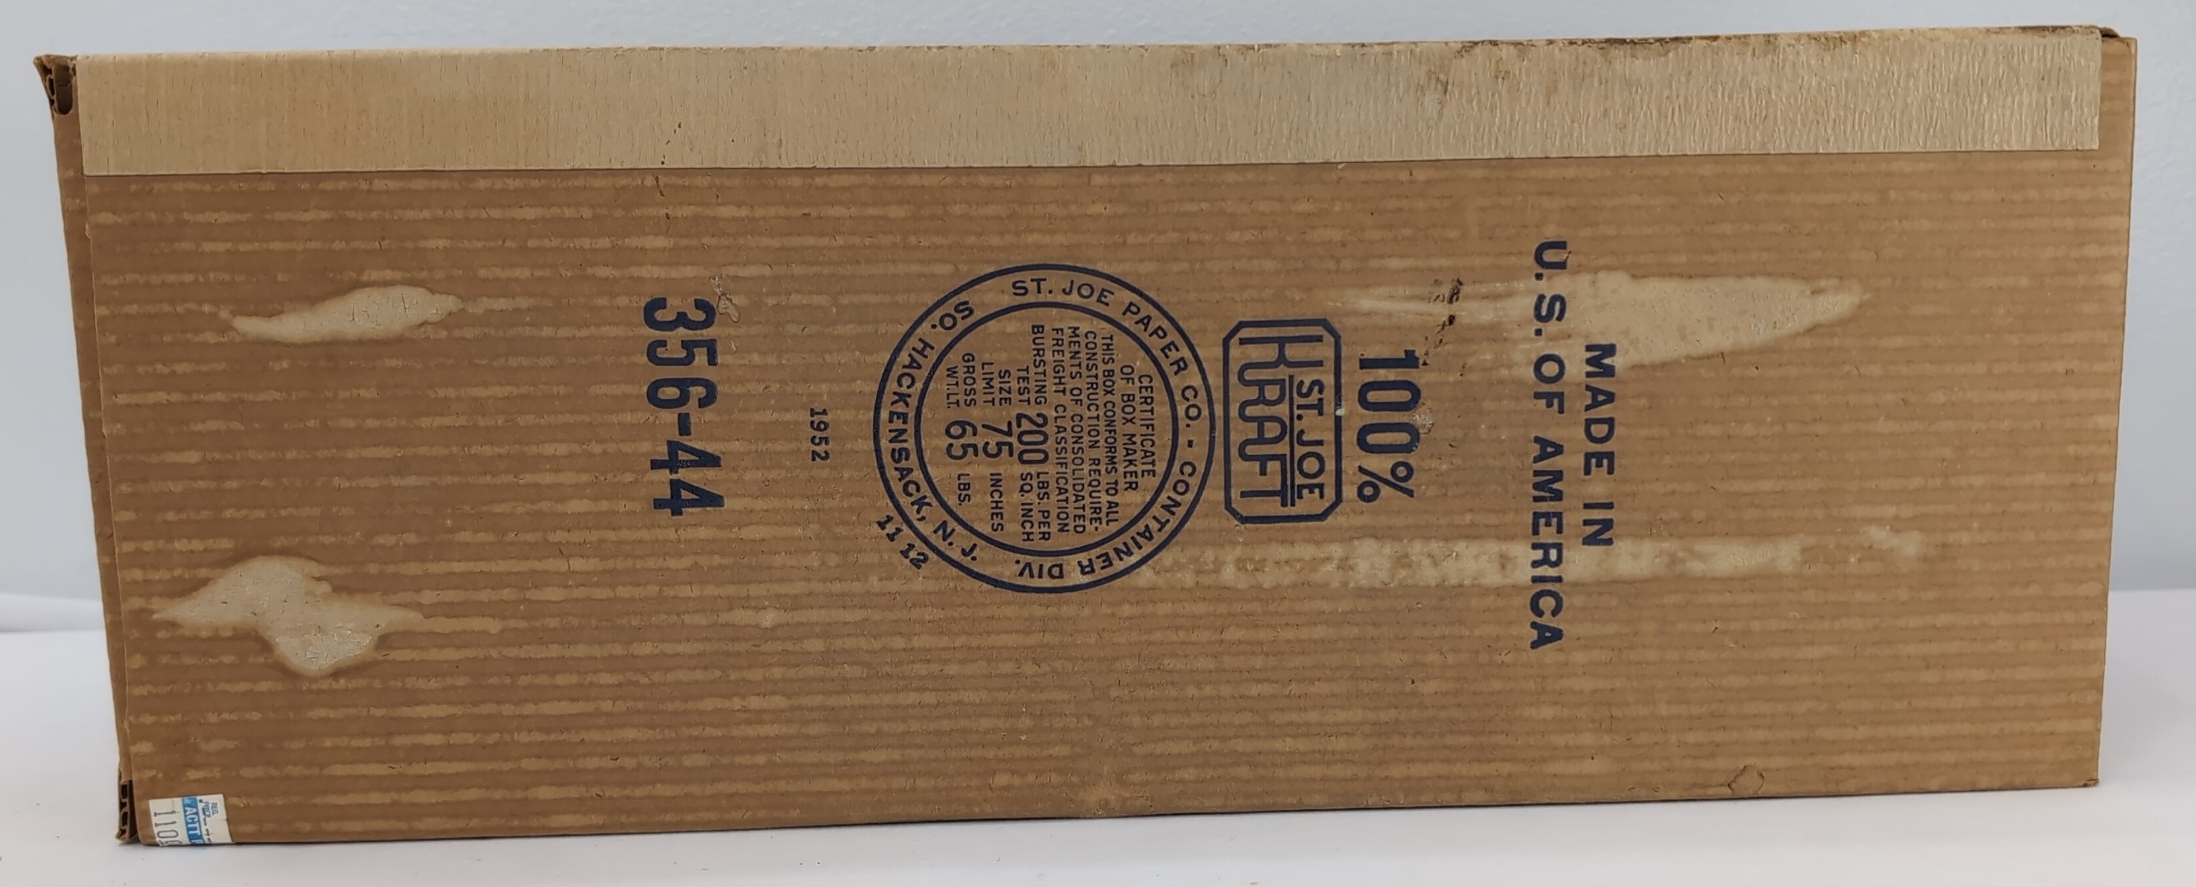 MADE IN
U.S. OF AMERICA
100%
ST. JOE
KRAFT
ST. JOE PAPER CO. - CONTAINER DIV.
SO. HACKENSACK, N. J.
CERTIFICATE
OF BOX MAKER
THIS BOX CONFORMS TO ALL
CONSTRUCTION REQUIRE-
MENTS OF CONSOLIDATED
FREIGHT CLASSIFICATION
BURSTING TEST 200 LBS. PER SQ. INCH
SIZE LIMIT 75 INCHES
GROSS WT. LT. 65 LBS.
11 12
1952
356-44
REG.
110